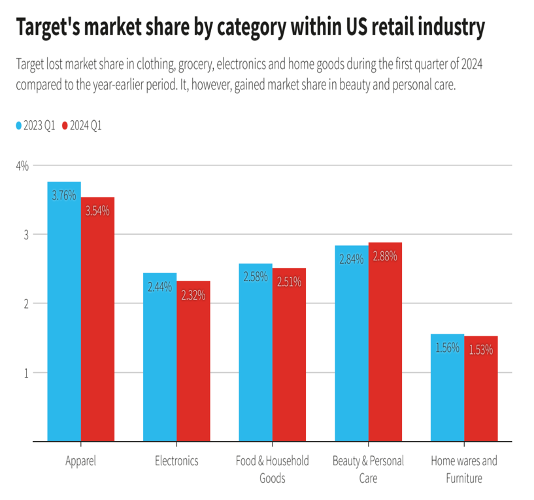 Target's market share by category within US retail industry
Target lost market share in clothing, grocery, electronics and home goods during the first quarter of 2024
compared to the year-earlier period. It, however, gained market share in beauty and personal care.
2023 Q1 2024 Q1
4%
3
2
1
3.76%
3.54%
2.44%
2.32%
2.58%
2.51%
2.84%
2.88%
1.56%
1.53%
Apparel
Electronics
Food & Household
Goods
Beauty & Personal
Care
Home wares and
Furniture